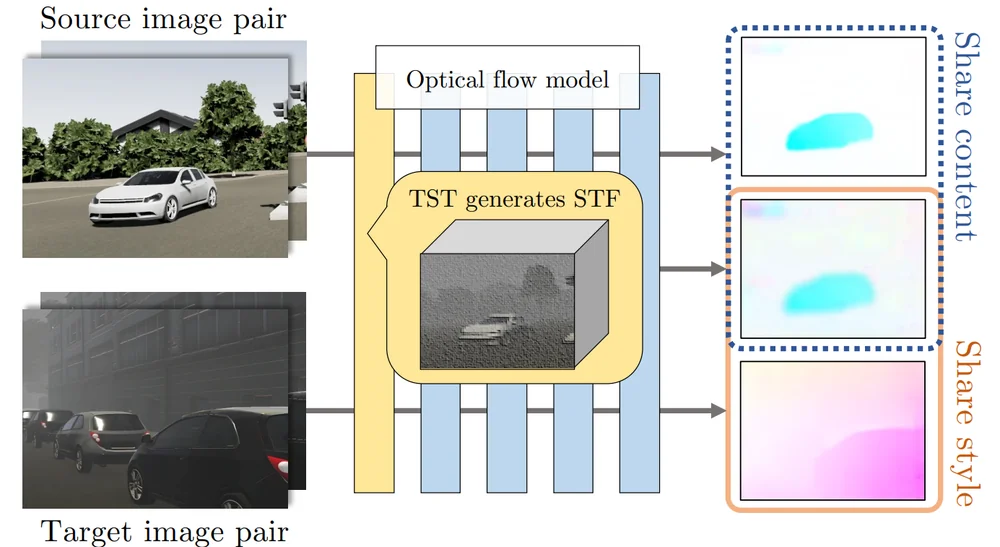 Source image pair
Optical flow model
TST generates STF
Share content
Share style
Target image pair